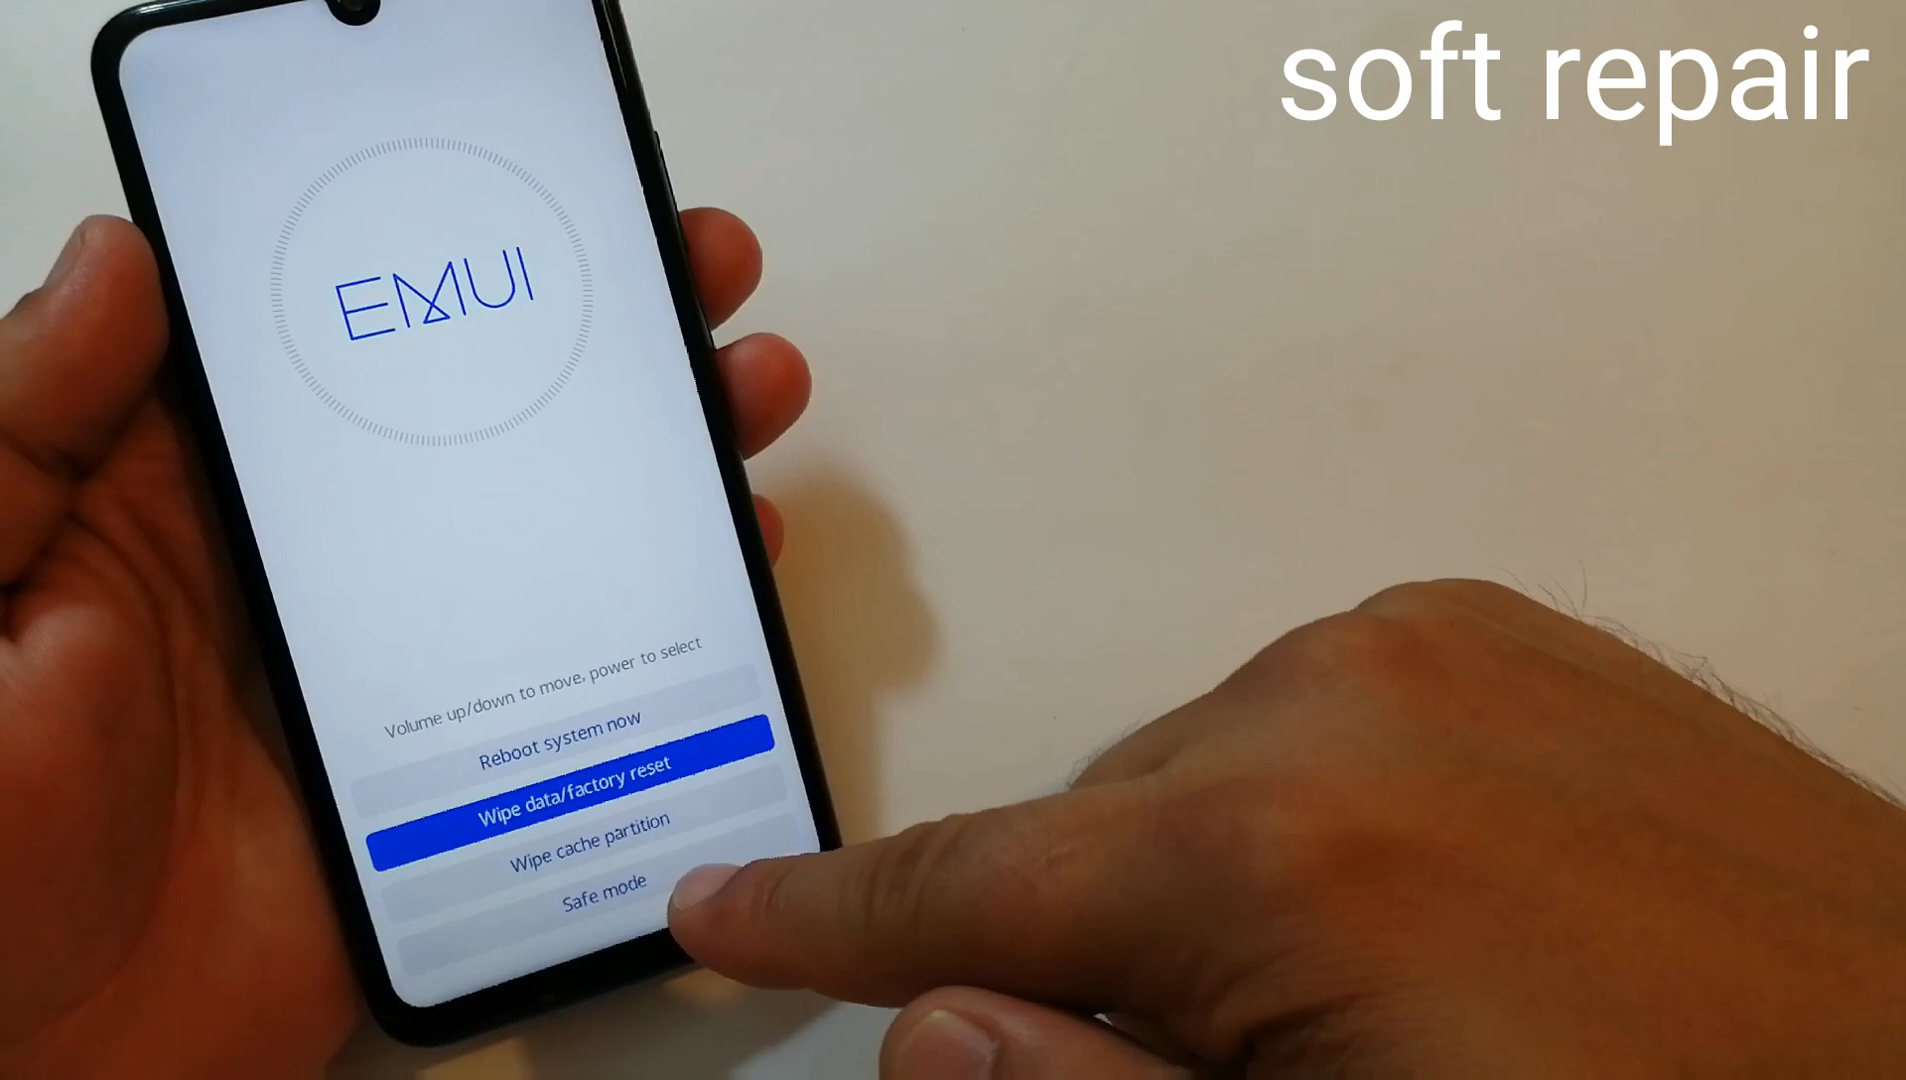 soft repair
EMUI
Volume up/down to move, power to select
Reboot system now
Wipe data/factory reset
Wipe cache partition
Safe mode